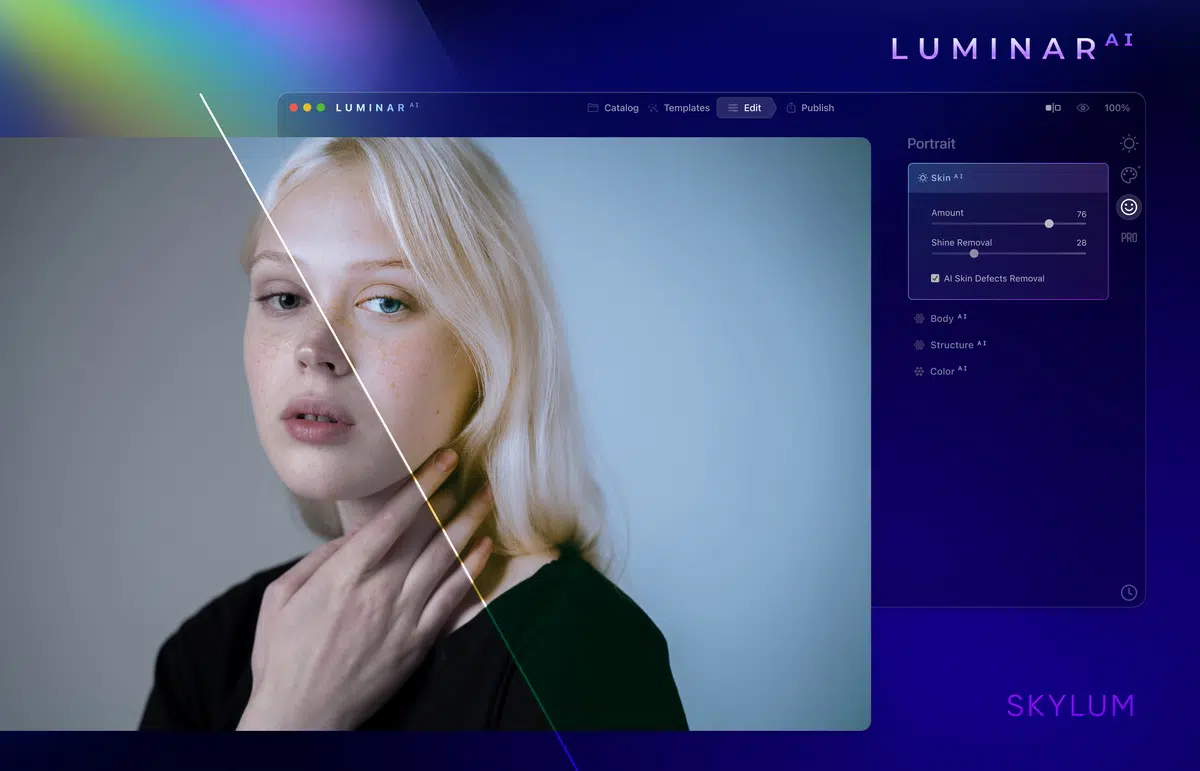 LUMINAR AI
LUMINAR AI
Catalog Templates Edit Publish
100%
Portrait
Skin AI
Amount 76
Shine Removal 28
AI Skin Defects Removal
PRO
Body AI
Structure AI
Color AI
SKYLUM